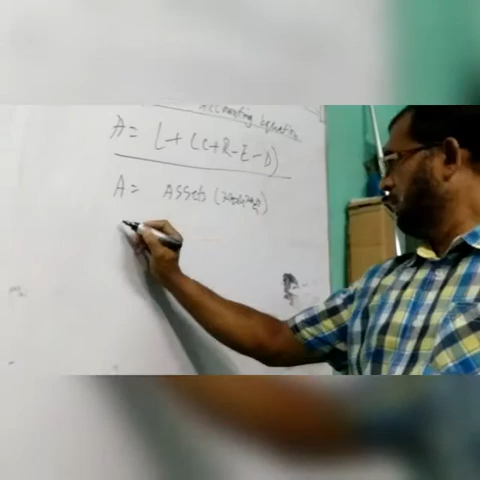 Accounting Equation
A = L + (C+R-E-D)
A = Assets